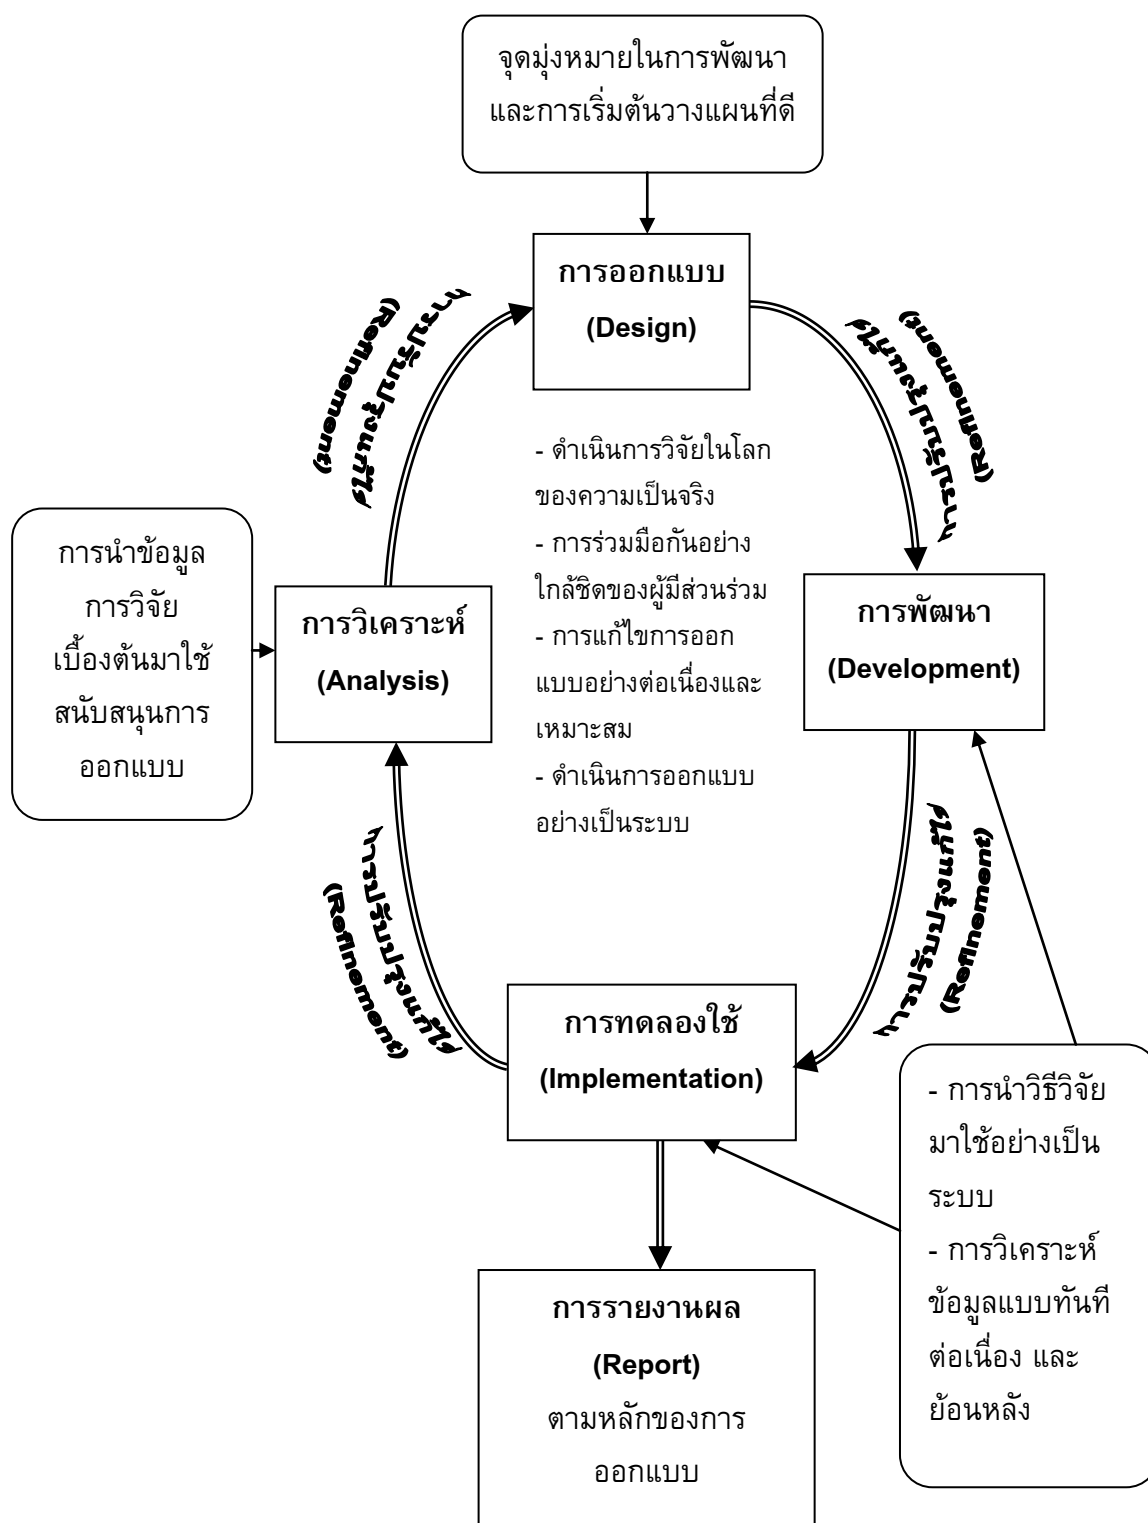 จุดมุ่งหมายในการพัฒนา
และการเริ่มต้นวางแผนที่ดี
การออกแบบ
(Design)
การปรับปรุงแก้ไข
(Refinement)
การปรับปรุงแก้ไข
(Refinement)
- ดำเนินการวิจัยในโลก
ของความเป็นจริง
- การร่วมมือกันอย่าง
ใกล้ชิดของผู้มีส่วนร่วม
- การแก้ไขการออก
แบบอย่างต่อเนื่องและ
เหมาะสม
- ดำเนินการออกแบบ
อย่างเป็นระบบ
การนำข้อมูล
การวิจัย
เบื้องต้นมาใช้
สนับสนุนการ
ออกแบบ
การวิเคราะห์
(Analysis)
การพัฒนา
(Development)
การปรับปรุงแก้ไข
(Refinement)
การปรับปรุงแก้ไข
(Refinement)
การทดลองใช้
(Implementation)
- การนำวิธีวิจัย
มาใช้อย่างเป็น
ระบบ
- การวิเคราะห์
ข้อมูลแบบทันที
ต่อเนื่อง และ
ย้อนหลัง
การรายงานผล
(Report)
ตามหลักของการ
ออกแบบ